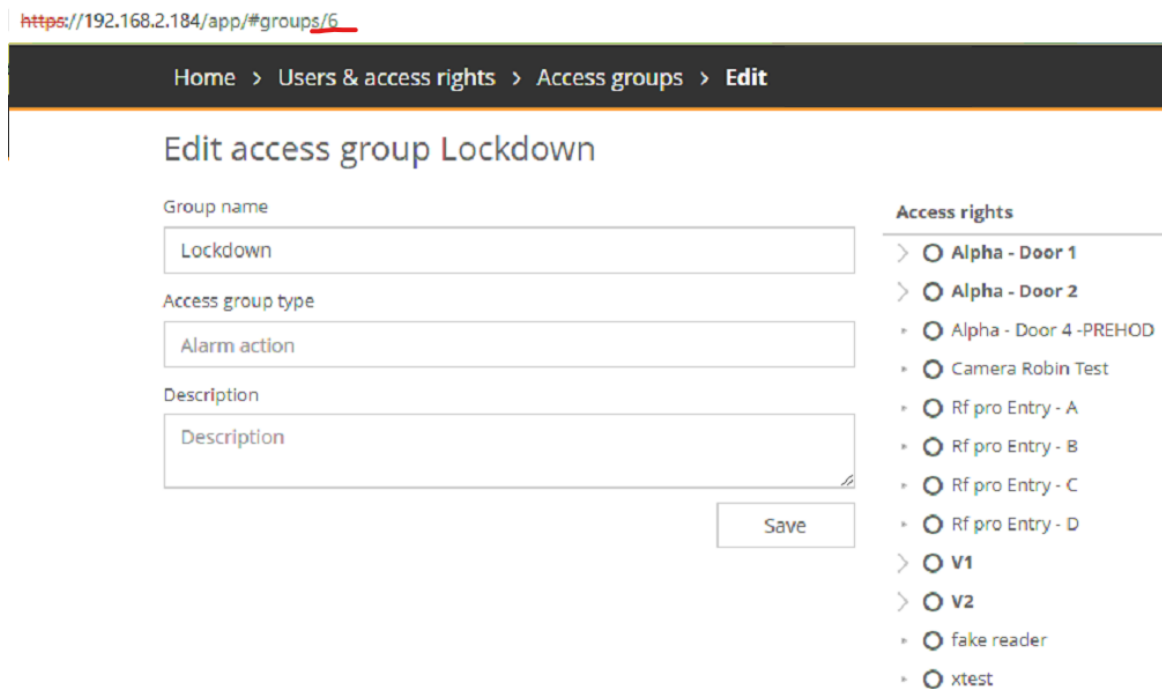 https://192.168.2.184/app/#groups/6
Home > Users & access rights > Access groups > Edit
Edit access group Lockdown
Group name
Lockdown
Access group type
Alarm action
Description
Description
Save
Access rights
Alpha - Door 1
Alpha - Door 2
Alpha - Door 4 -PREHOD
Camera Robin Test
Rf pro Entry - A
Rf pro Entry - B
Rf pro Entry - C
Rf pro Entry - D
V1
V2
fake reader
xtest